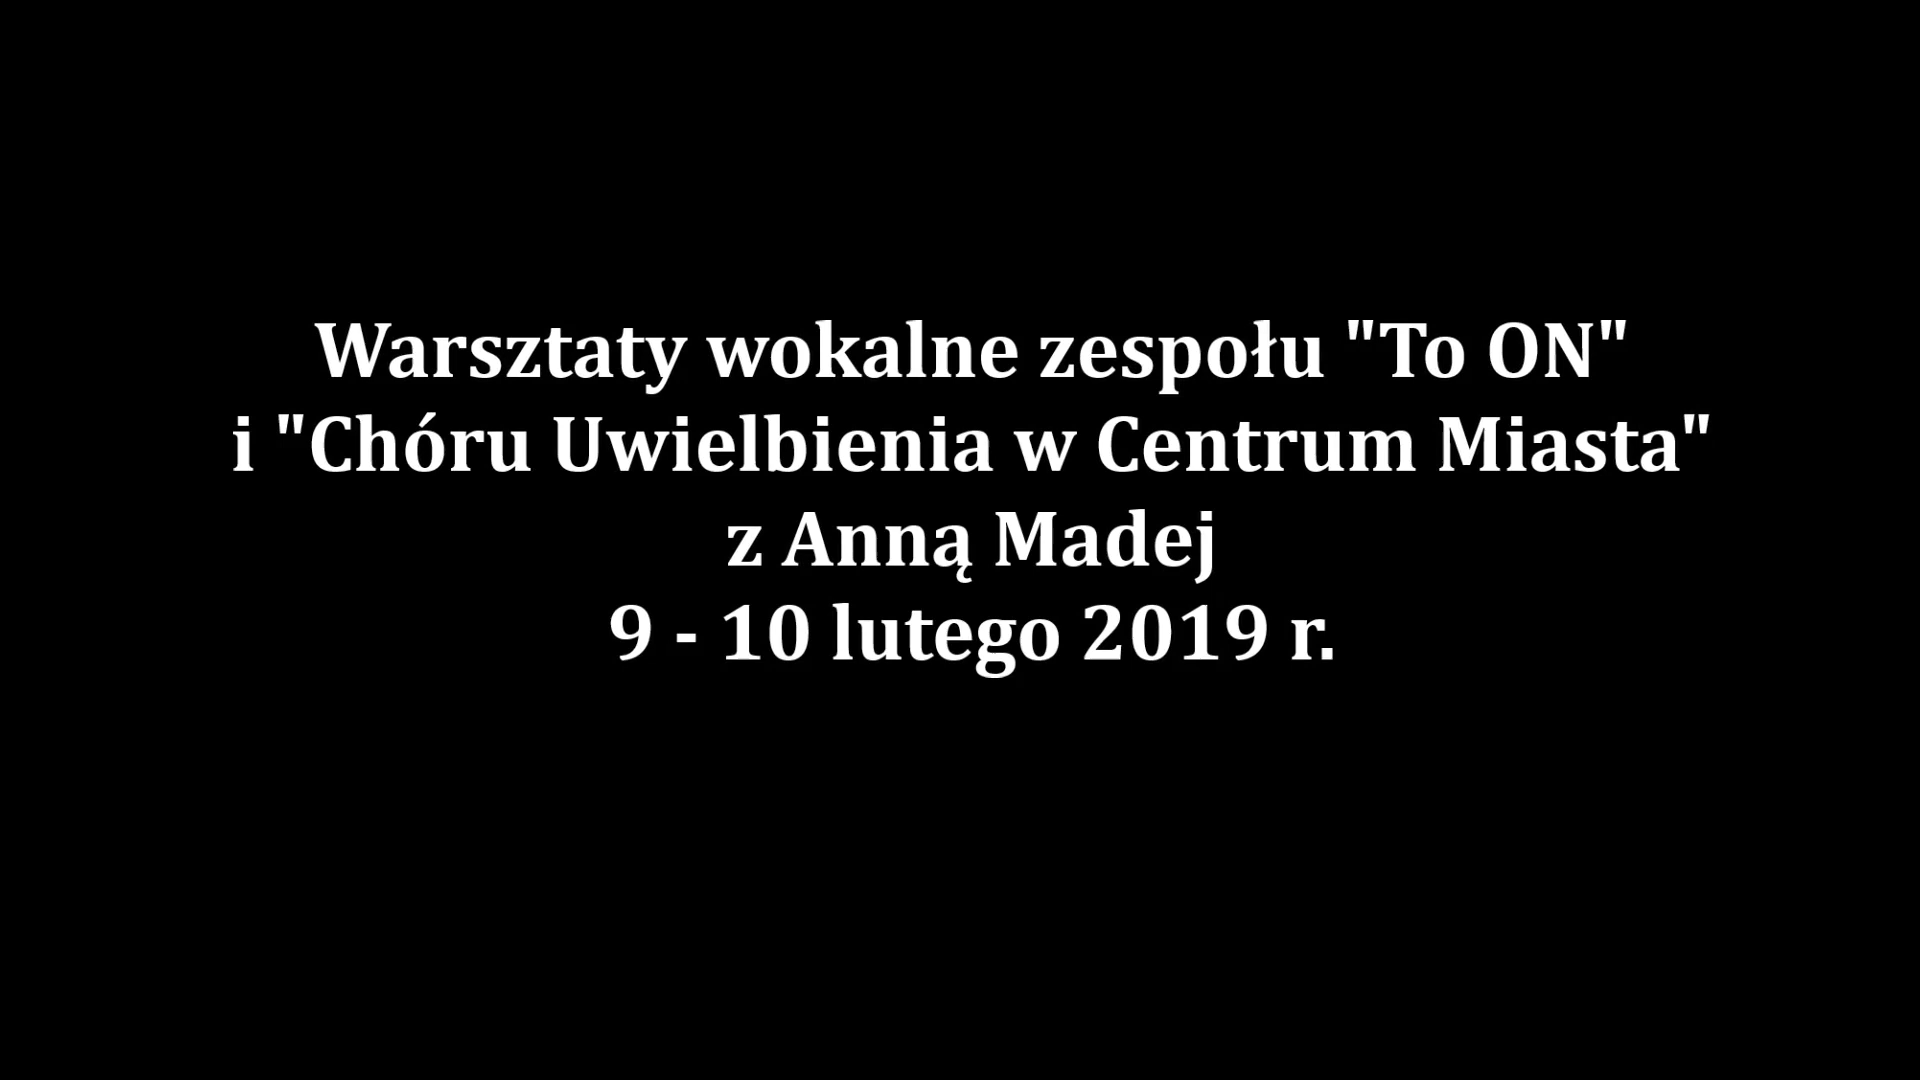 Warsztaty wokalne zespołu "To ON"
i "Chóru Uwielbienia w Centrum Miasta"
z Anną Madej
9 - 10 lutego 2019 r.